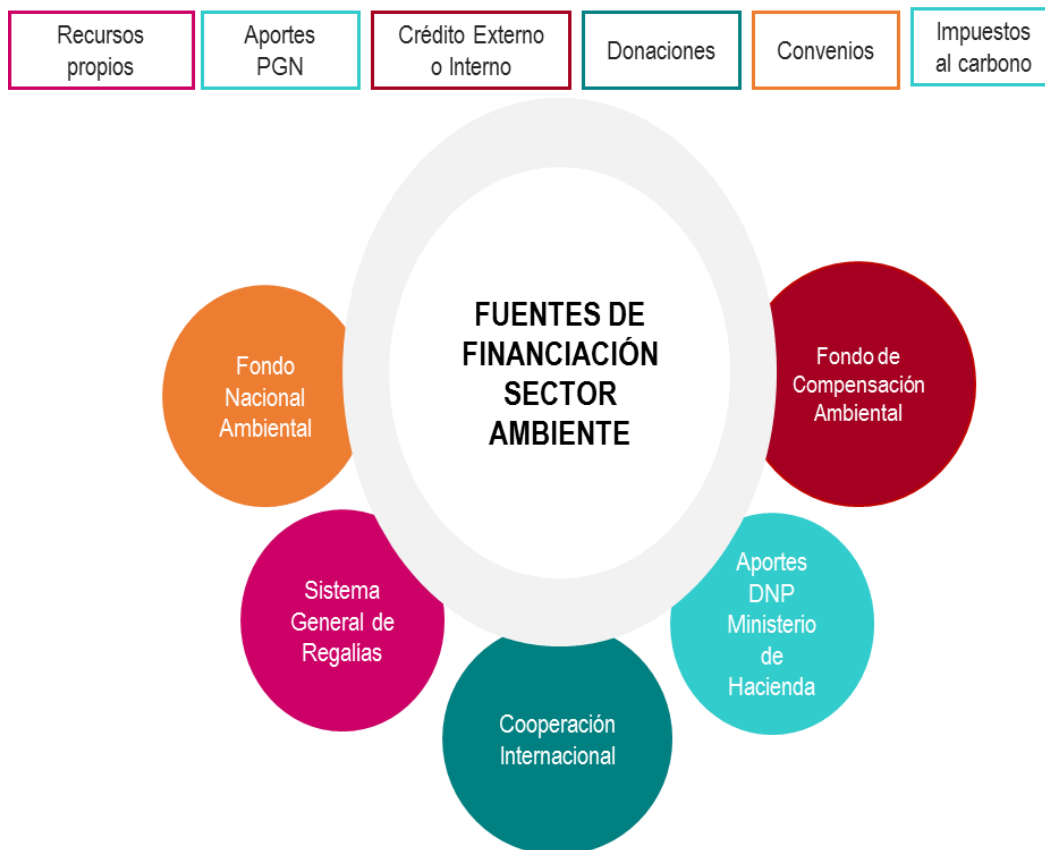 Recursos
propios
Aportes
PGN
Crédito Externo
o Interno
Donaciones
Convenios
Impuestos
al carbono
FUENTES DE
FINANCIACIÓN
SECTOR
AMBIENTE
Fondo
Nacional
Ambiental
Fondo de
Compensación
Ambiental
Sistema
General de
Regalías
Aportes
DNP
Ministerio
de
Hacienda
Cooperación
Internacional